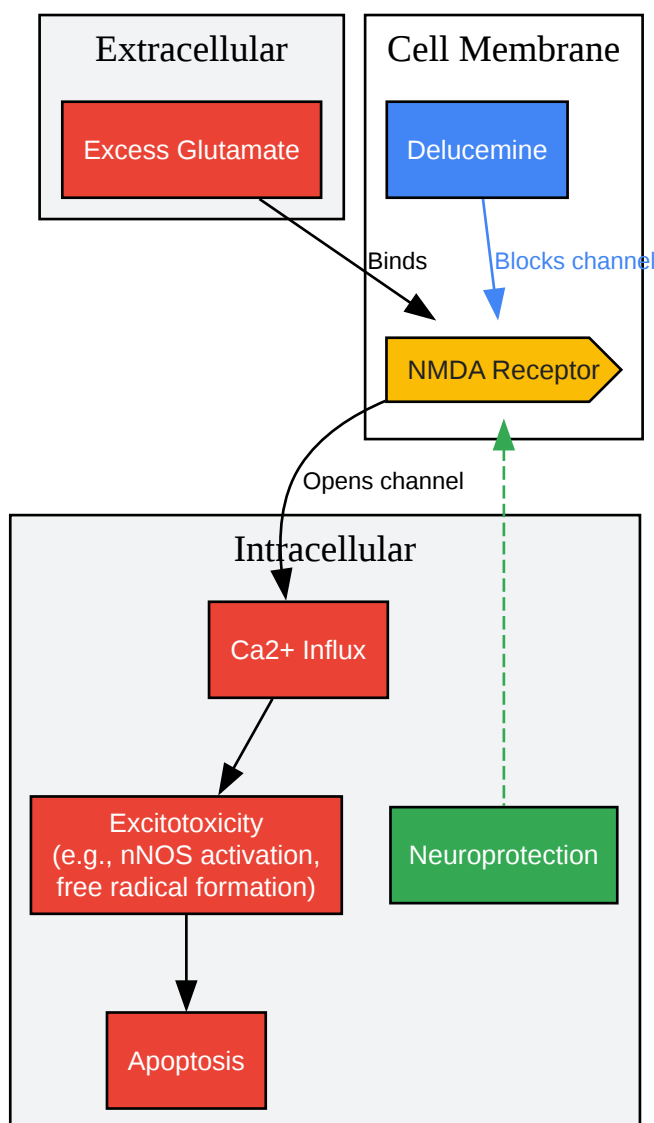 Extracellular
Cell Membrane
Excess Glutamate
Delucemine
Binds
Blocks channel
NMDA Receptor
Opens channel
Intracellular
Ca2+ Influx
Excitotoxicity
(e.g., nNOS activation,
free radical formation)
Neuroprotection
Apoptosis